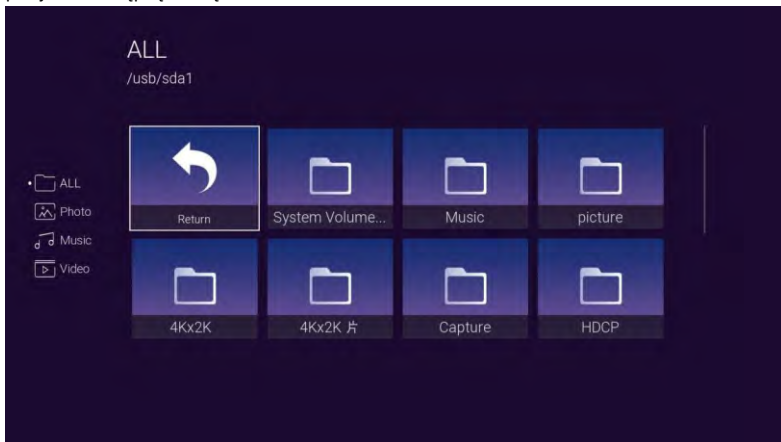 ALL
/usb/sda1
ALL
Photo
Music
Video
Return
System Volume...
Music
picture
4Kx2K
4Kx2K 片
Capture
HDCP